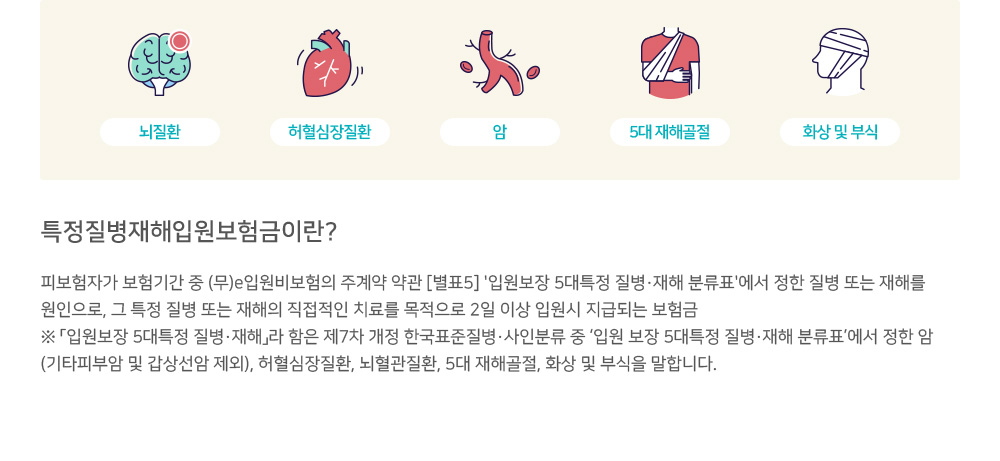 뇌질환 허혈심장질환 암 5대 재해골절 화상 및 부식
특정질병재해입원보험금이란?
피보험자가 보험기간 중 (무)e입원비보험의 주계약 약관 [별표5] '입원보장 5대특정 질병·재해 분류표'에서 정한 질병 또는 재해를
원인으로, 그 특정 질병 또는 재해의 직접적인 치료를 목적으로 2일 이상 입원시 지급되는 보험금
※ 「입원보장 5대특정 질병·재해」라 함은 제7차 개정 한국표준질병·사인분류 중 ‘입원 보장 5대특정 질병·재해 분류표’에서 정한 암
(기타피부암 및 갑상선암 제외), 허혈심장질환, 뇌혈관질환, 5대 재해골절, 화상 및 부식을 말합니다.